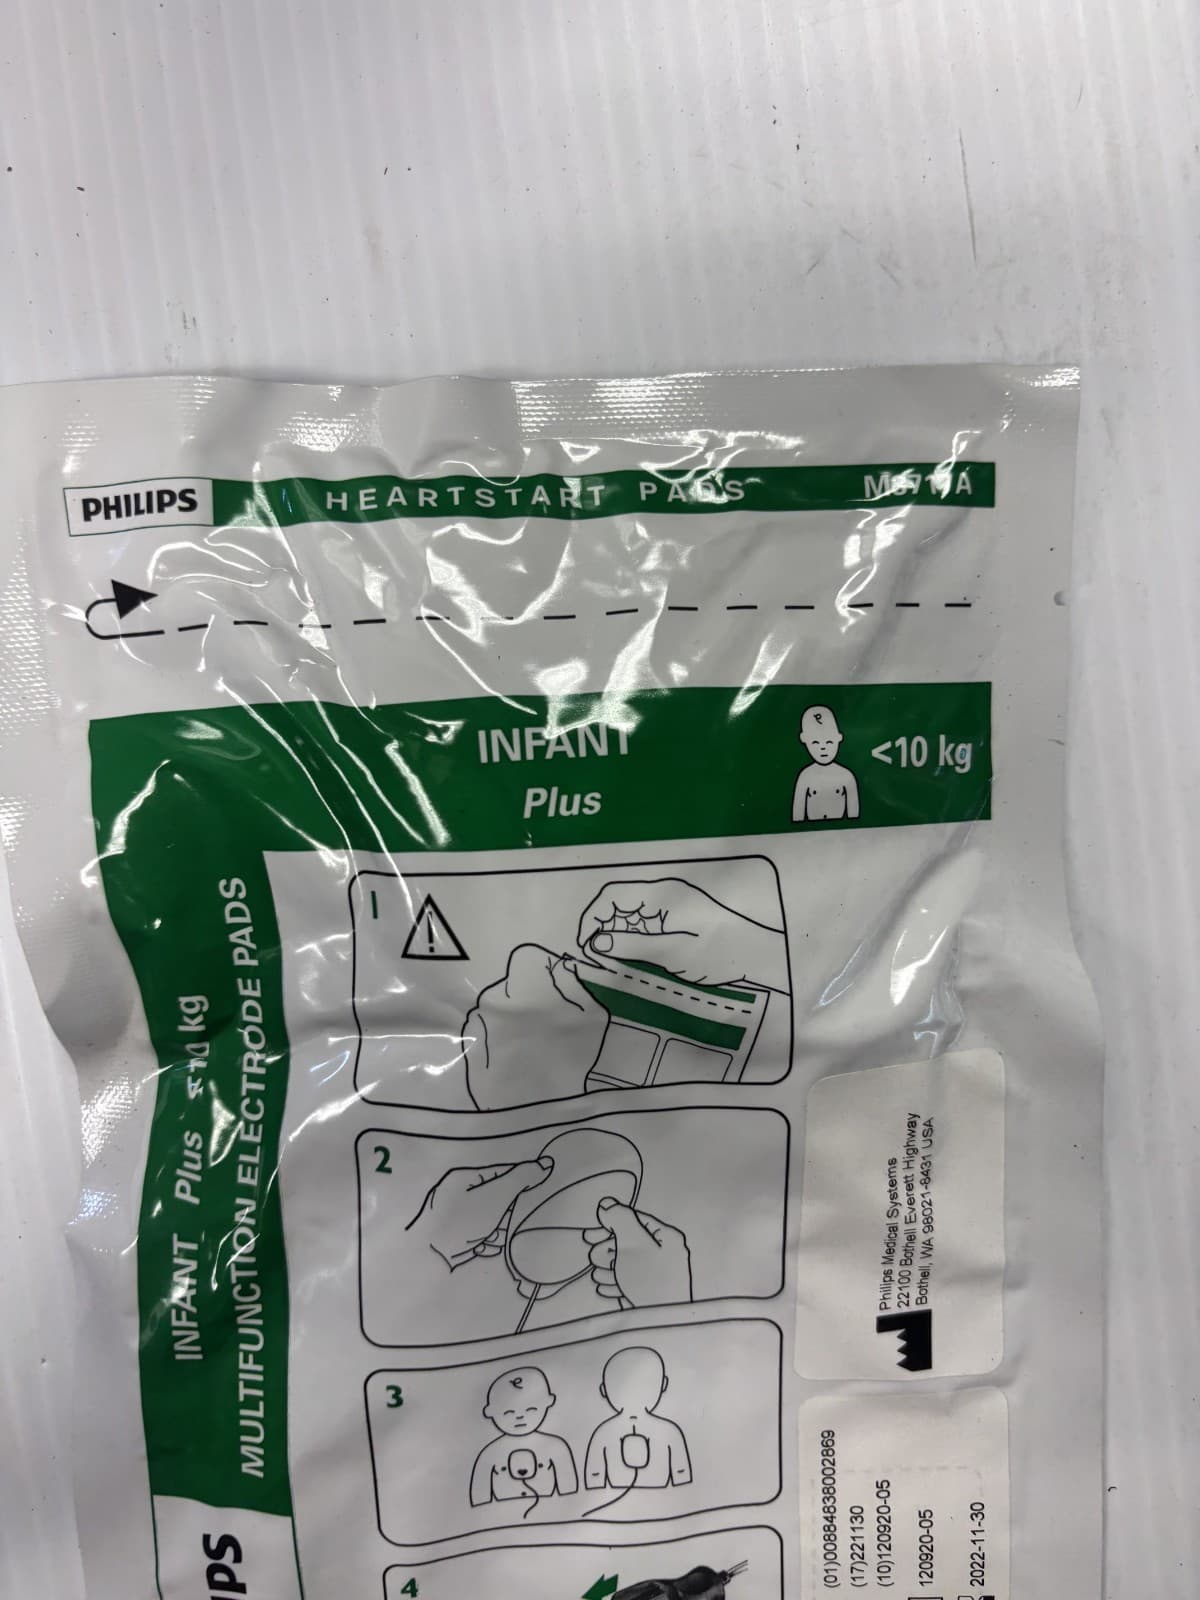 PHILIPS
HEARTSTART PADS
INFANT
Plus
<10 kg
INFANT Plus <10 kg
MULTIFUNCTION ELECTRODE PADS
1
2
3
4
Philips Medical Systems
22100 Bothell Everett Highway
Bothell, WA 98021-8431 USA
(01)00884838002869
(17)221130
(10)120920-05
120920-05
2022-11-30